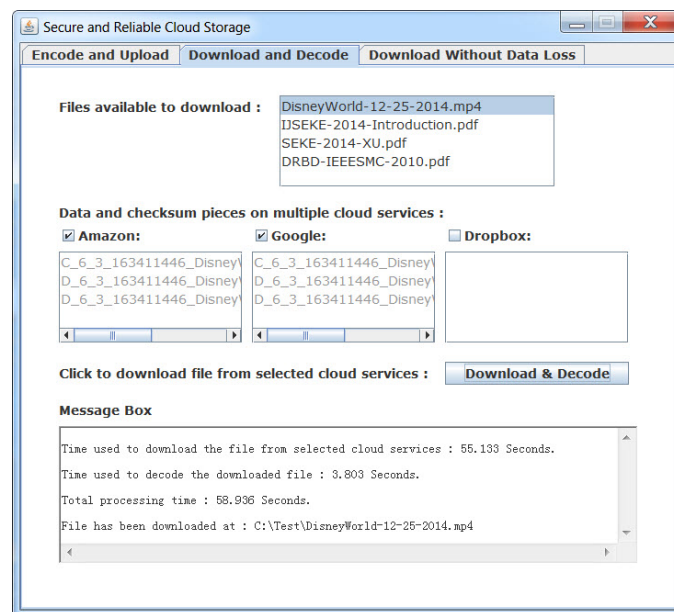 Secure and Reliable Cloud Storage
Encode and Upload Download and Decode Download Without Data Loss
Files available to download :
DisneyWorld-12-25-2014.mp4
IJSEKE-2014-Introduction.pdf
SEKE-2014-XU.pdf
DRBD-IEEESMC-2010.pdf
Data and checksum pieces on multiple cloud services :
Amazon: Google: Dropbox:
C_6_3_163411446_Disney C_6_3_163411446_Disney
D_6_3_163411446_Disney D_6_3_163411446_Disney
D_6_3_163411446_Disney D_6_3_163411446_Disney
Click to download file from selected cloud services : Download & Decode
Message Box
Time used to download the file from selected cloud services : 55.133 Seconds.
Time used to decode the downloaded file : 3.803 Seconds.
Total processing time : 58.936 Seconds.
File has been downloaded at : C:\Test\DisneyWorld-12-25-2014.mp4